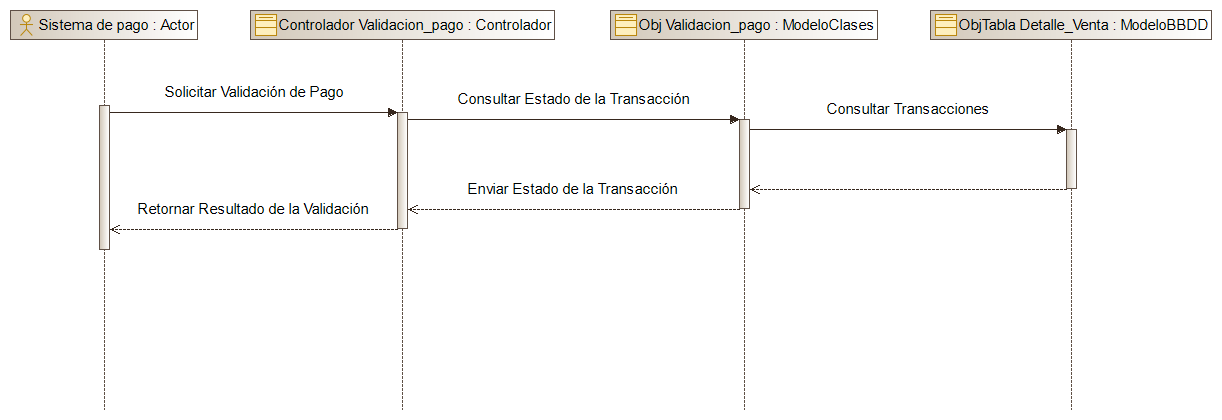 Sistema de pago : Actor
Controlador Validacion_pago : Controlador
Obj Validacion_pago : ModeloClases
ObjTabla Detalle_Venta : ModeloBBDD
Solicitar Validación de Pago
Consultar Estado de la Transacción
Consultar Transacciones
Enviar Estado de la Transacción
Retornar Resultado de la Validación